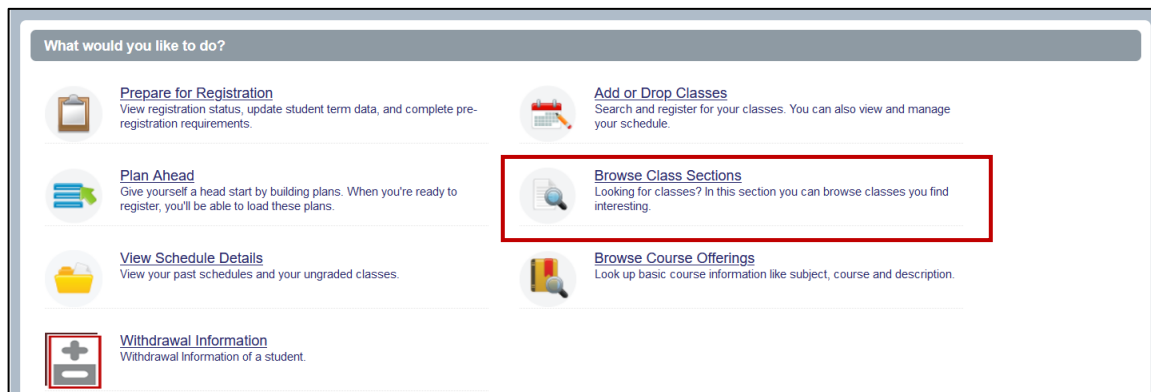 What would you like to do?
Prepare for Registration
View registration status, update student term data, and complete pre-
registration requirements.
Add or Drop Classes
Search and register for your classes. You can also view and manage
your schedule.
Plan Ahead
Give yourself a head start by building plans. When you're ready to
register, you'll be able to load these plans.
Browse Class Sections
Looking for classes? In this section you can browse classes you find
interesting.
View Schedule Details
View your past schedules and your ungraded classes.
Browse Course Offerings
Look up basic course information like subject, course and description.
Withdrawal Information
Withdrawal Information of a student.